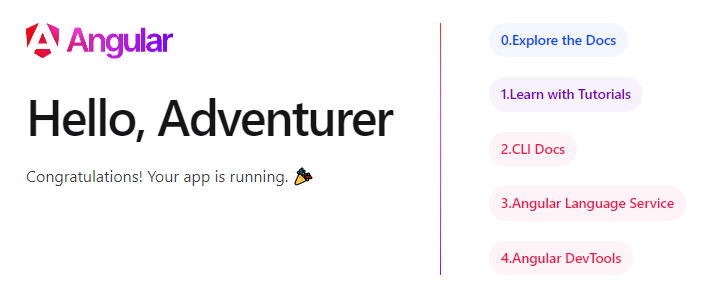 Angular
Hello, Adventurer
Congratulations! Your app is running. 🎉
0.Explore the Docs
1.Learn with Tutorials
2.CLI Docs
3.Angular Language Service
4.Angular DevTools